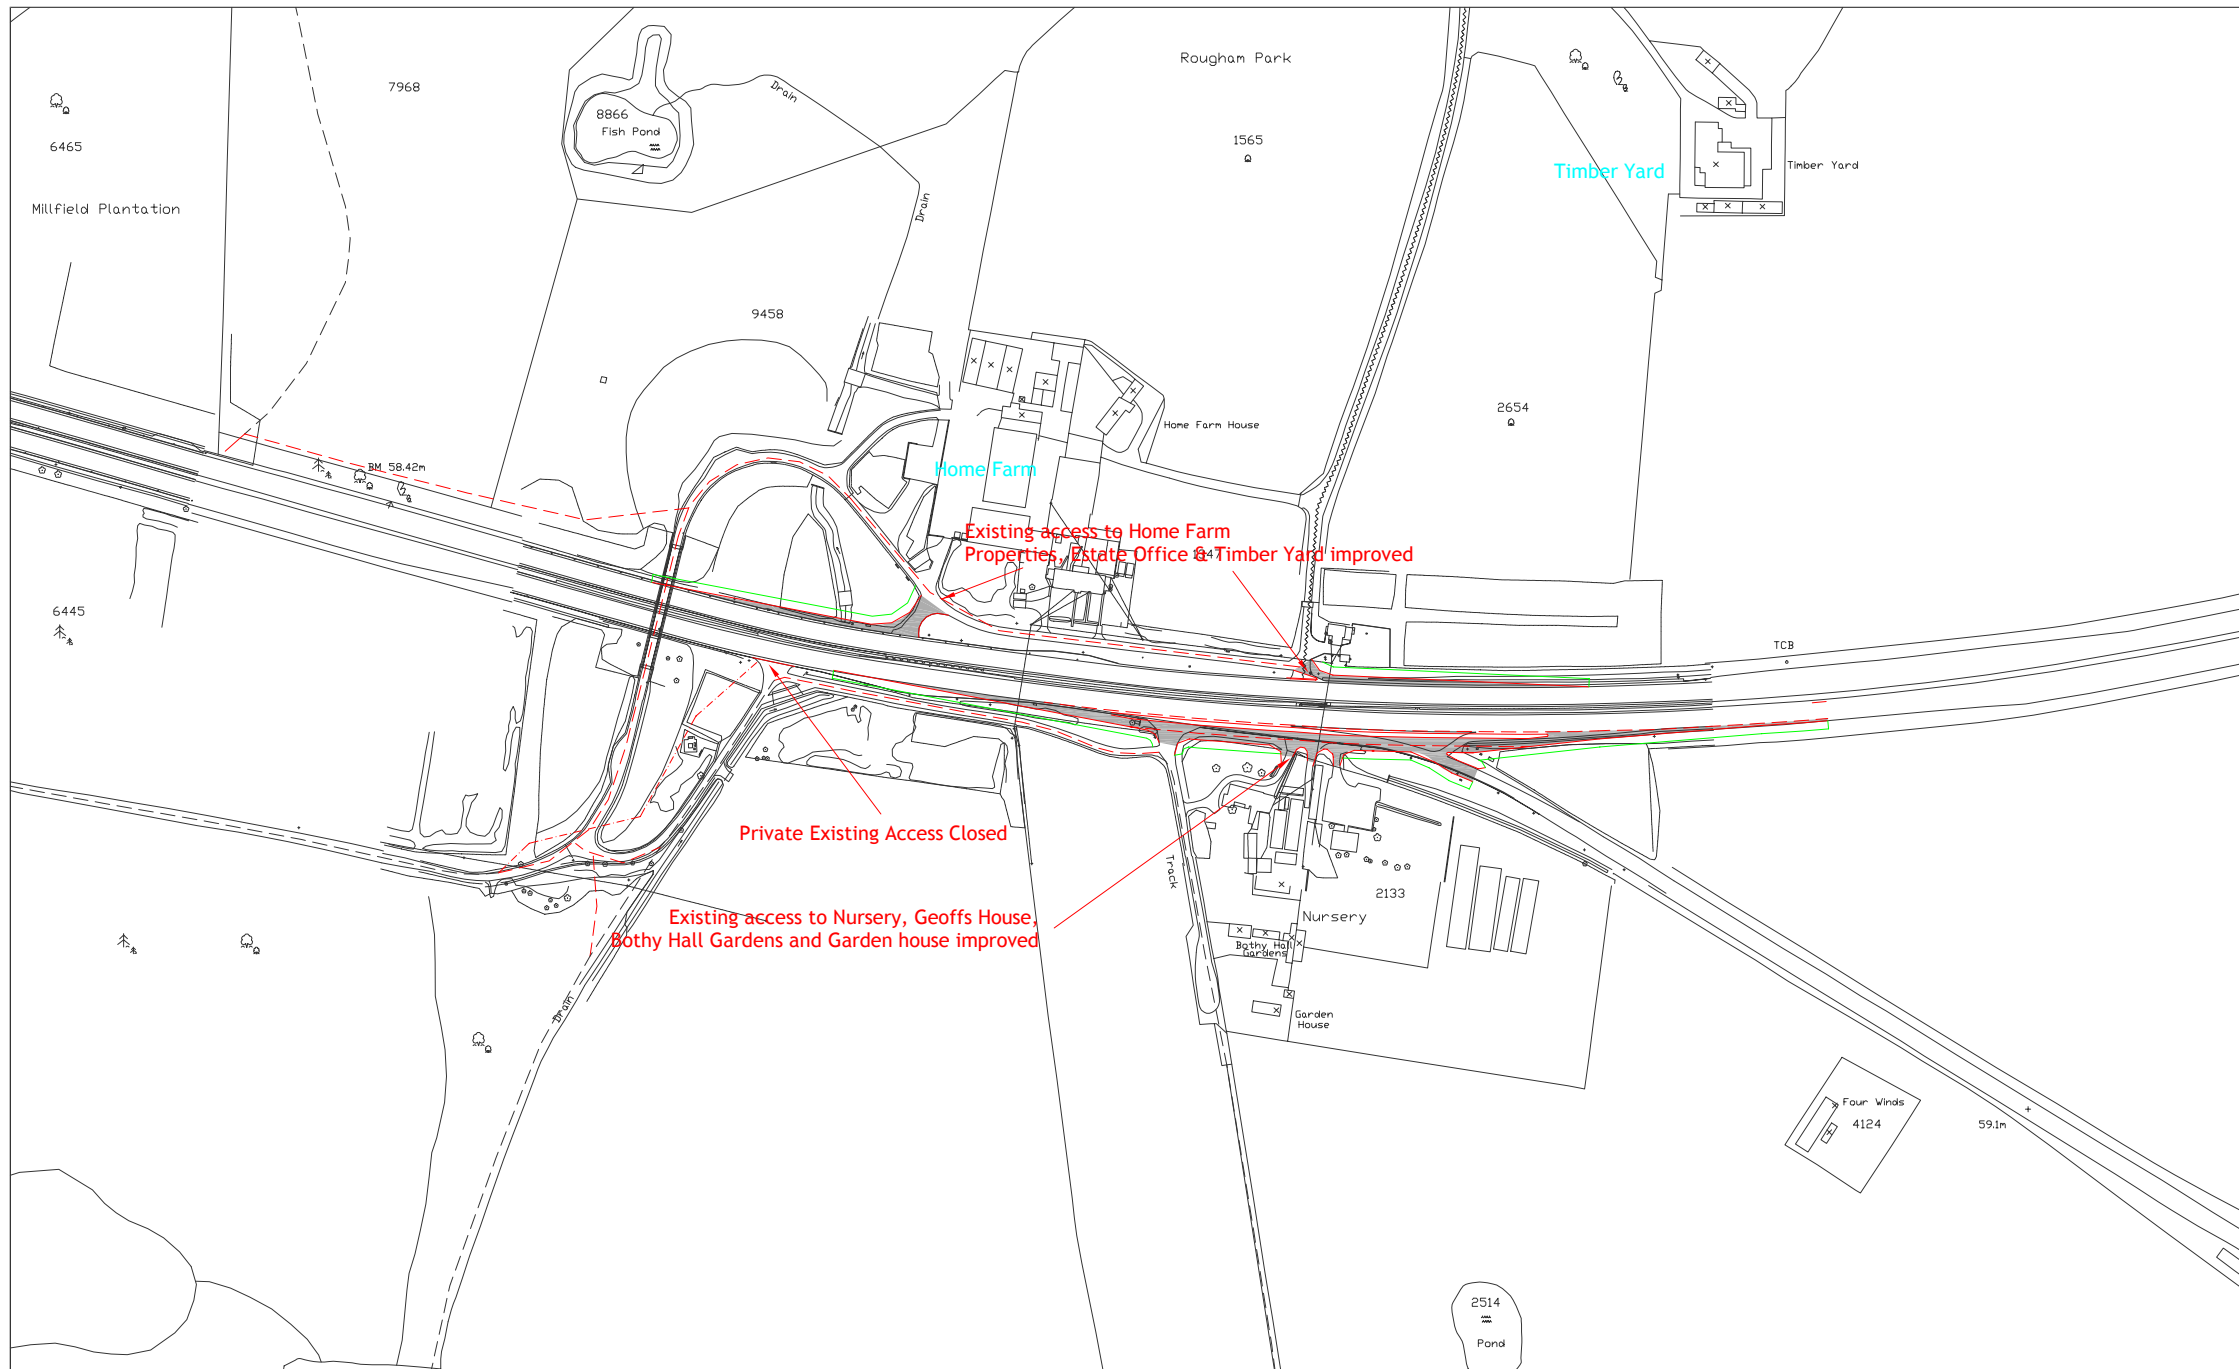 Rougham Park
7968
Drain
8866
Fish Pond
1565
6465
Timber Yard
Timber Yard
Millfield Plantation
Drain
9458
2654
Home Farm House
BM 58.42m
Home Farm
Existing access to Home Farm
Properties, Estate Office & Timber Yard improved
6445
TCB
Private Existing Access Closed
Track
2133
Existing access to Nursery, Geoffs House,
Bothy Hall Gardens and Garden house improved
Nursery
Bothy Hall
Gardens
Drain
Garden
House
Four Winds
4124
59.1m
2514
Pond